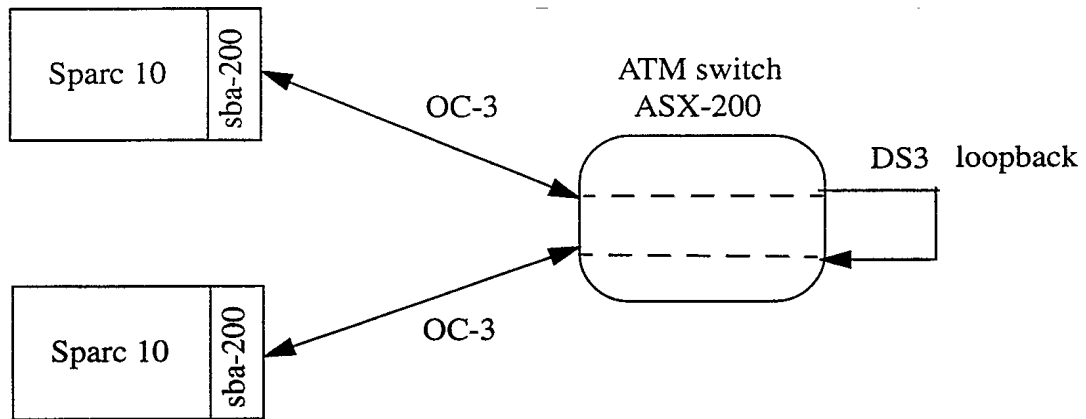 Sparc 10
sba-200
OC-3
ATM switch
ASX-200
DS3 loopback
Sparc 10
sba-200
OC-3